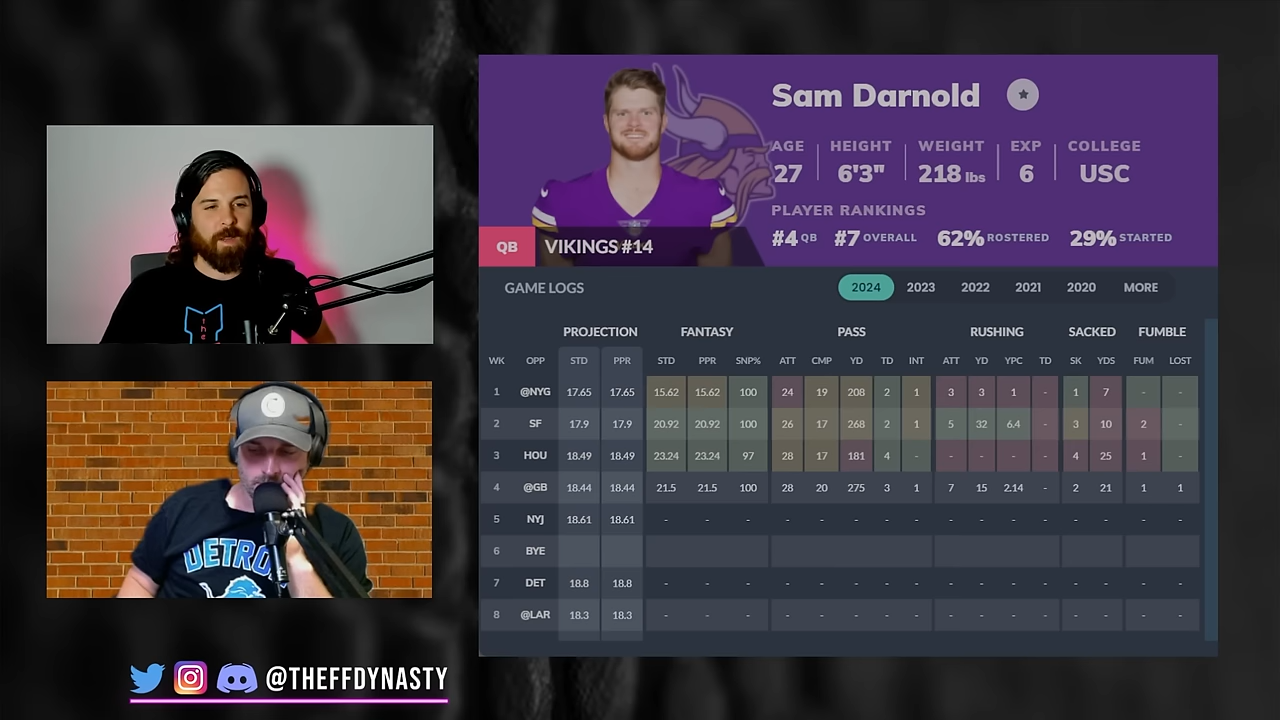 Sam Darnold
AGE HEIGHT WEIGHT EXP COLLEGE
27 6'3" 218 lbs 6 USC
PLAYER RANKINGS
#4 QB #7 OVERALL 62% ROSTERED 29% STARTED
QB VIKINGS #14
GAME LOGS 2024 2023 2022 2021 2020 MORE
PROJECTION FANTASY PASS RUSHING SACKED FUMBLE
WK OPP STD PPR STD PPR SNP% ATT CMP YD TD INT ATT YD YPC TD SK YDS FUM LOST
1 @NYG 17.65 17.65 15.62 15.62 100 24 19 208 2 1 3 3 1 - 1 7 - -
2 SF 17.9 17.9 20.92 20.92 100 26 17 268 2 1 5 32 6.4 - 3 10 2 -
3 HOU 18.49 18.49 23.24 23.24 97 28 17 181 4 - - - - - 4 25 1 -
4 @GB 18.44 18.44 21.5 21.5 100 28 20 275 3 1 7 15 2.14 - 2 21 1 1
5 NYJ 18.61 18.61 - - - - - - - - - - - - - - - -
6 BYE
7 DET 18.8 18.8 - - - - - - - - - - - - - - - -
8 @LAR 18.3 18.3 - - - - - - - - - - - - - - - -
the
DETRO
@THEFFDYNASTY